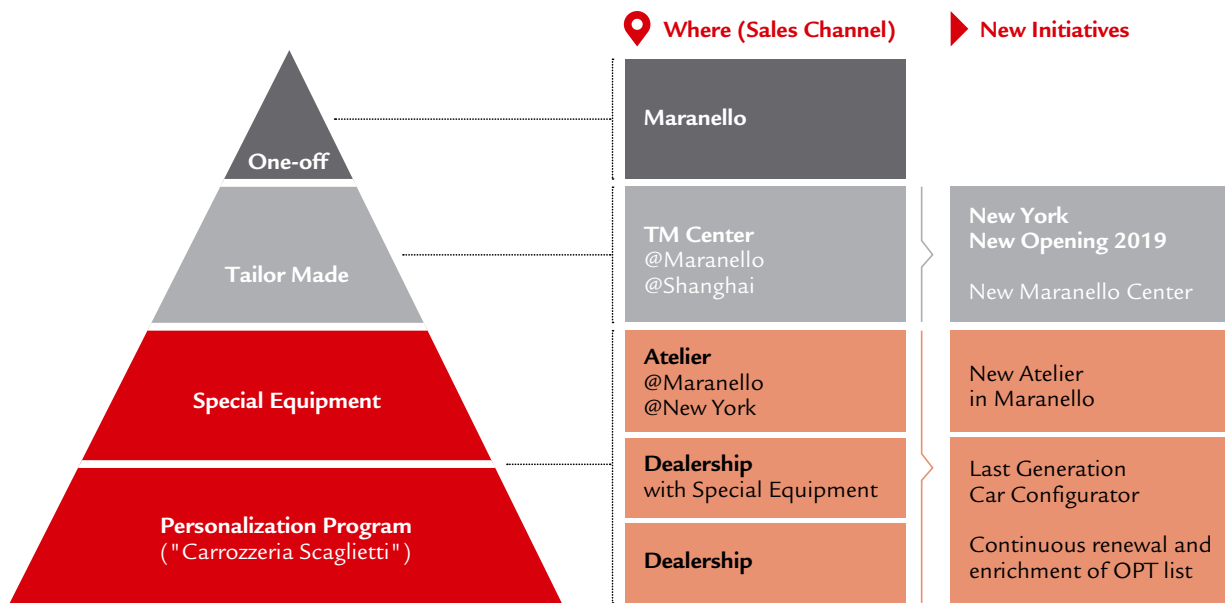 Where (Sales Channel)
New Initiatives
One-off
Maranello
Tailor Made
TM Center
@Maranello
@Shanghai
New York
New Opening 2019
New Maranello Center
Special Equipment
Atelier
@Maranello
@New York
New Atelier
in Maranello
Personalization Program
("Carrozzeria Scaglietti")
Dealership
with Special Equipment
Dealership
Last Generation
Car Configurator
Continuous renewal and
enrichment of OPT list